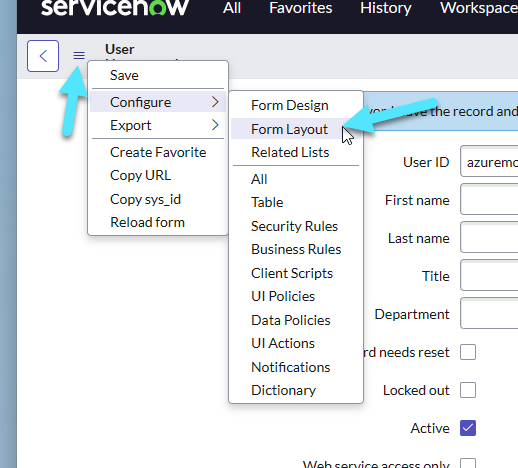 servicenow
All Favorites History Workspace
User
Save
Configure
Export
Create Favorite
Copy URL
Copy sys_id
Reload form
Form Design
Form Layout
Related Lists
All
Table
Security Rules
Business Rules
Client Scripts
UI Policies
Data Policies
UI Actions
Notifications
Dictionary
the record and
User ID azuremo
First name
Last name
Title
Department
needs reset
Locked out
Active
Web service access only